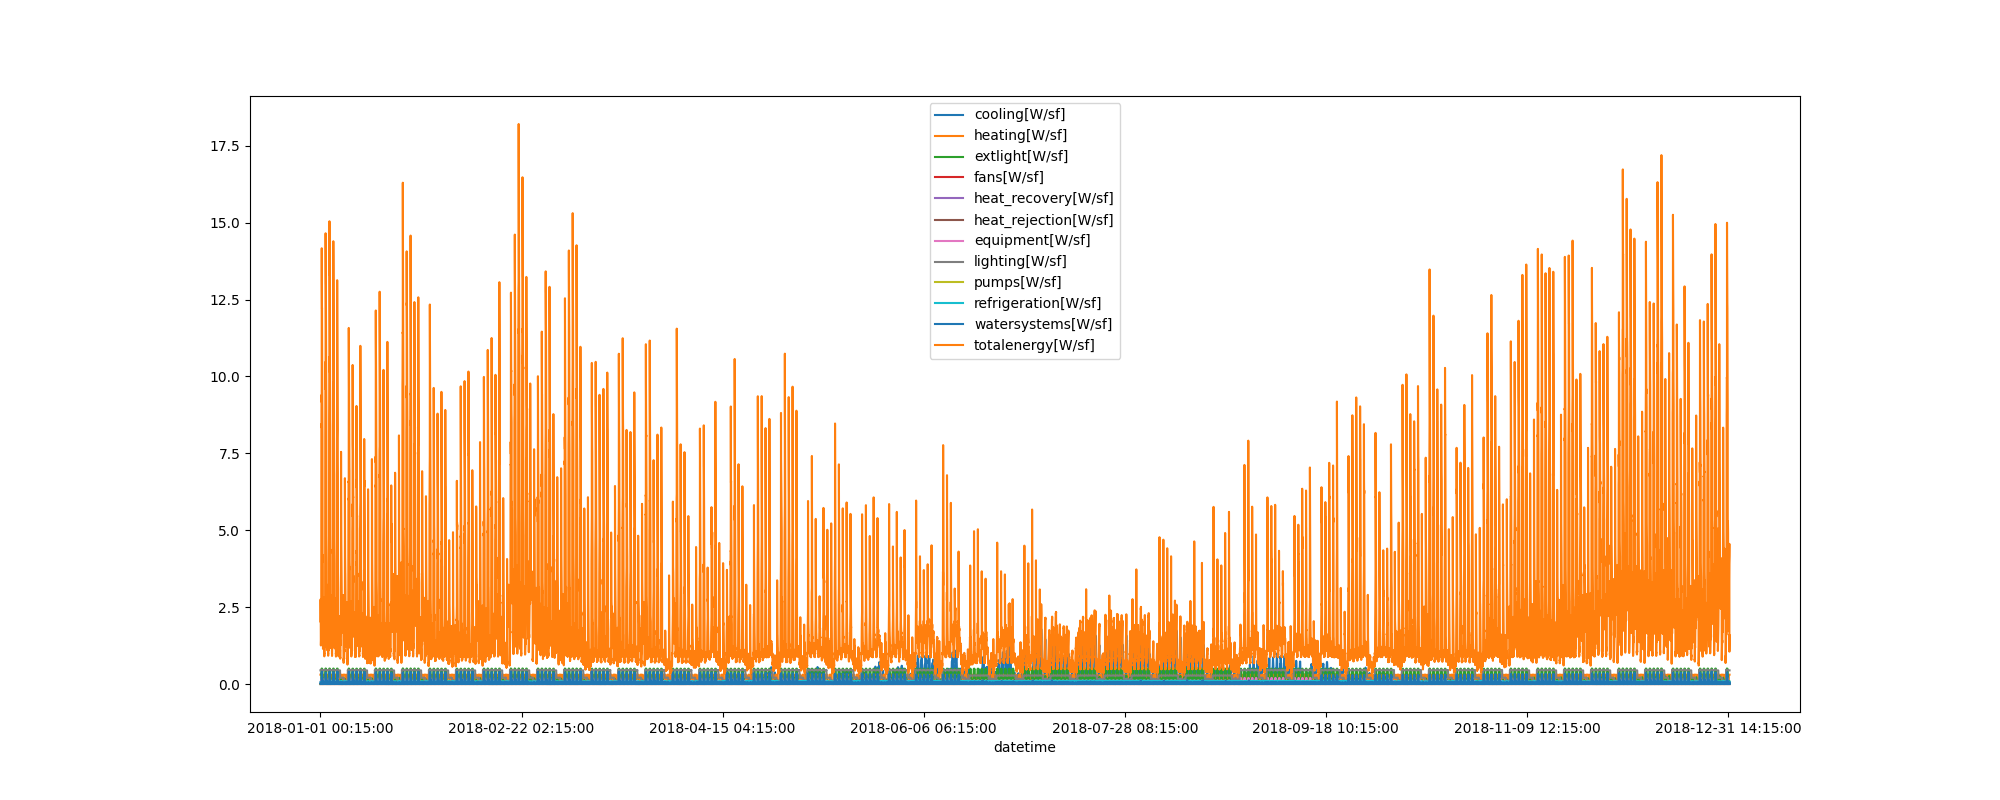 cooling[W/sf]
heating[W/sf]
extlight[W/sf]
fans[W/sf]
heat_recovery[W/sf]
heat_rejection[W/sf]
equipment[W/sf]
lighting[W/sf]
pumps[W/sf]
refrigeration[W/sf]
watersystems[W/sf]
totalenergy[W/sf]
17.5
15.0
12.5
10.0
7.5
5.0
2.5
0.0
2018-01-01 00:15:00 2018-02-22 02:15:00 2018-04-15 04:15:00 2018-06-06 06:15:00 2018-07-28 08:15:00 2018-09-18 10:15:00 2018-11-09 12:15:00 2018-12-31 14:15:00
datetime